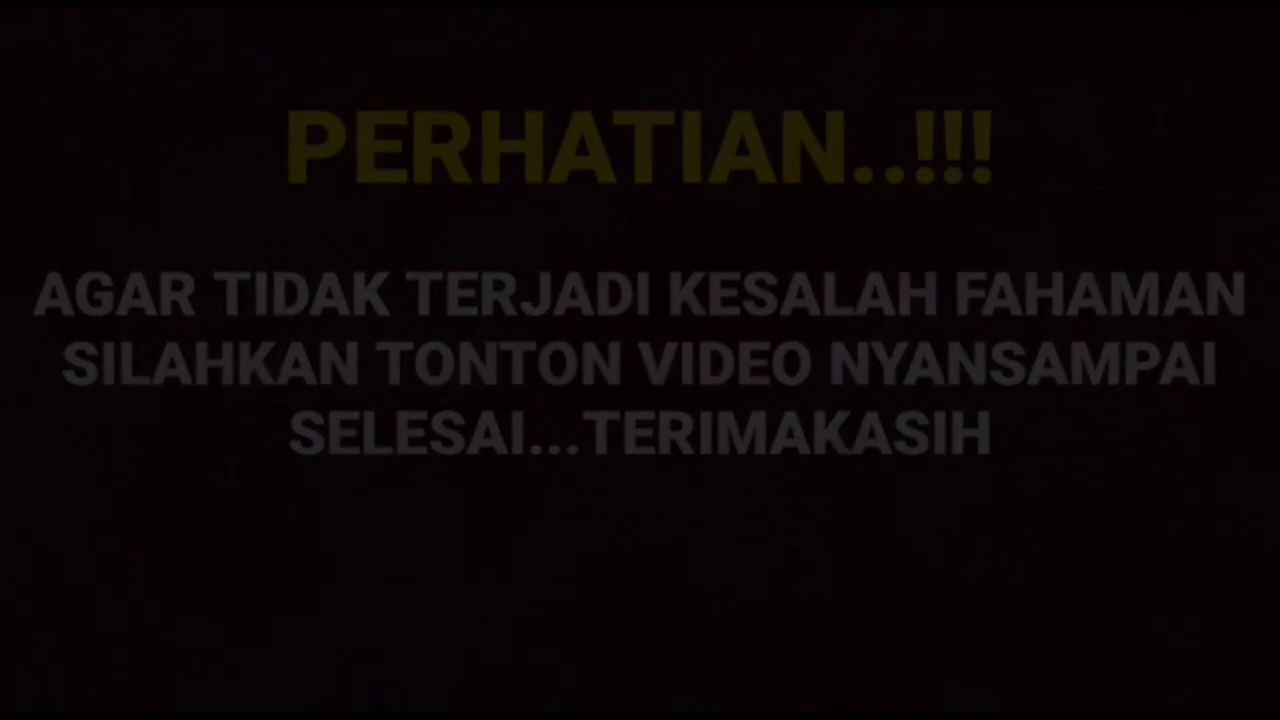 PERHATIAN..!!!
AGAR TIDAK TERJADI KESALAH FAHAMAN
SILAHKAN TONTON VIDEO NYANSAMPAI
SELESAI...TERIMAKASIH